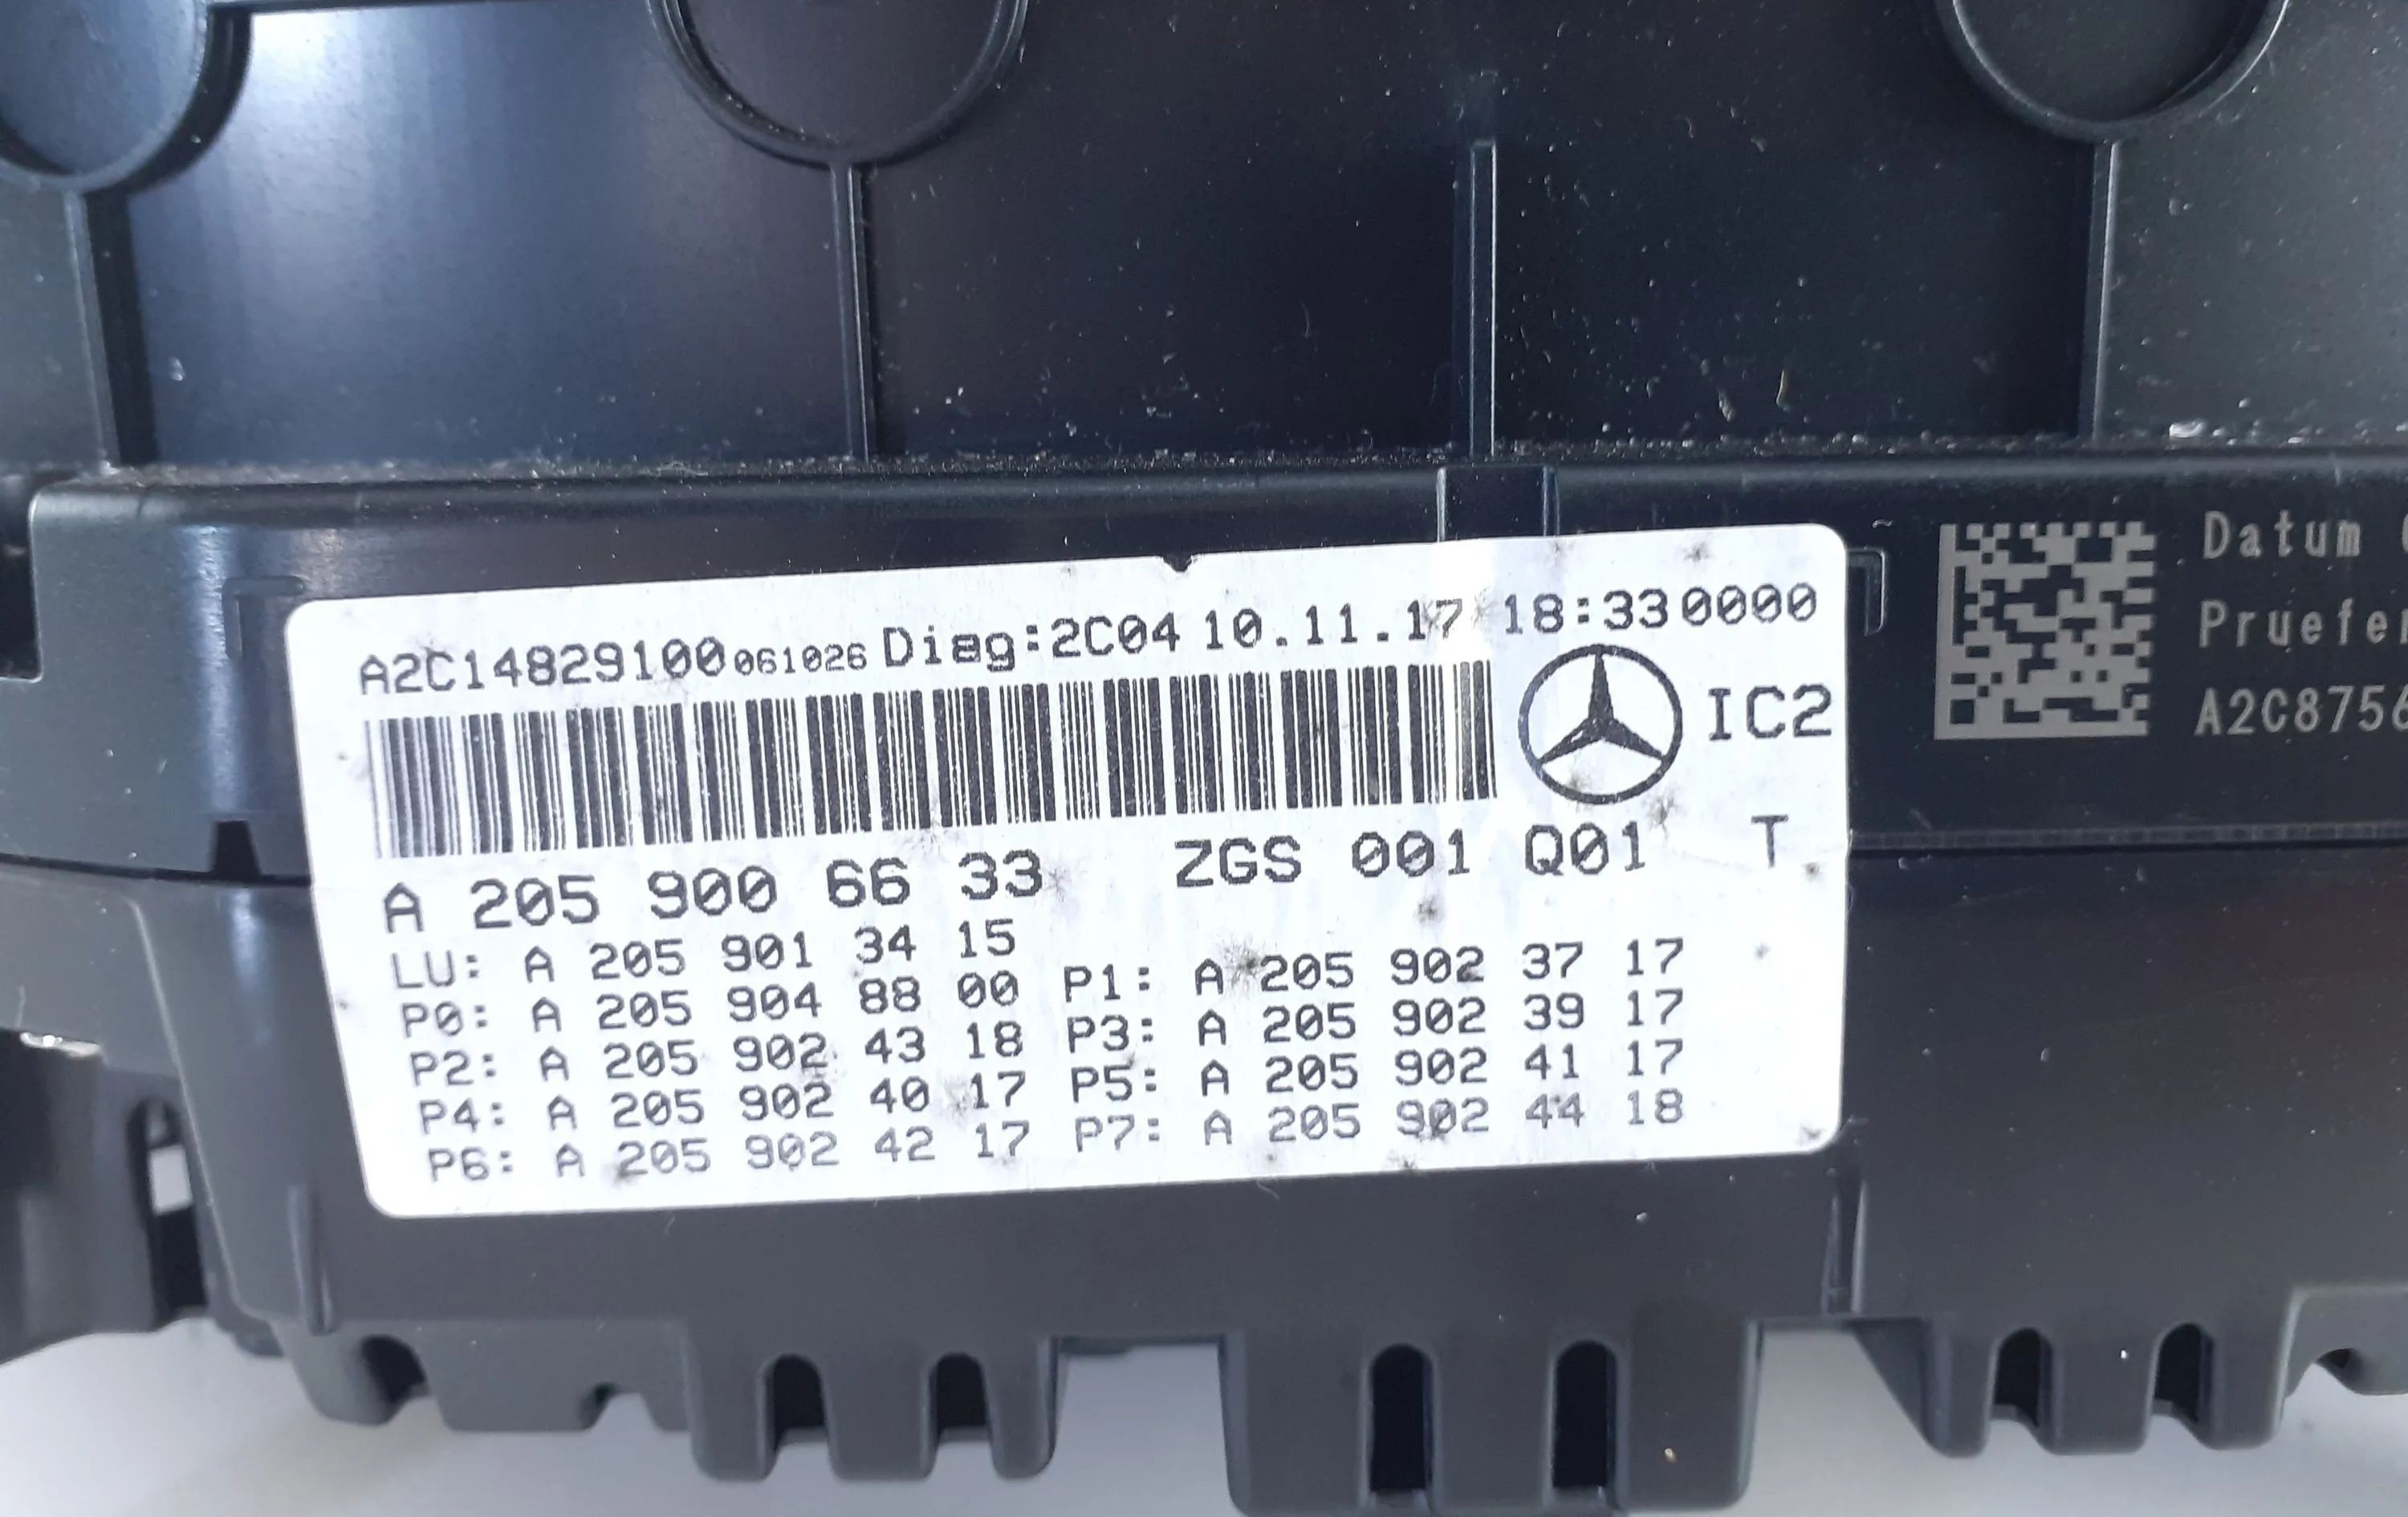 A2C14829100061026 Diag:2C04 10.11.17 18:330000
IC2
A 205 900 66 33 ZGS 001 Q01 T
LU: A 205 901 34 15
P0: A 205 904 88 00 P1: A 205 902 37 17
P2: A 205 902 43 18 P3: A 205 902 39 17
P4: A 205 902 40 17 P5: A 205 902 41 17
P6: A 205 902 42 17 P7: A 205 902 44 18
Datum
Pruefe
A2C875